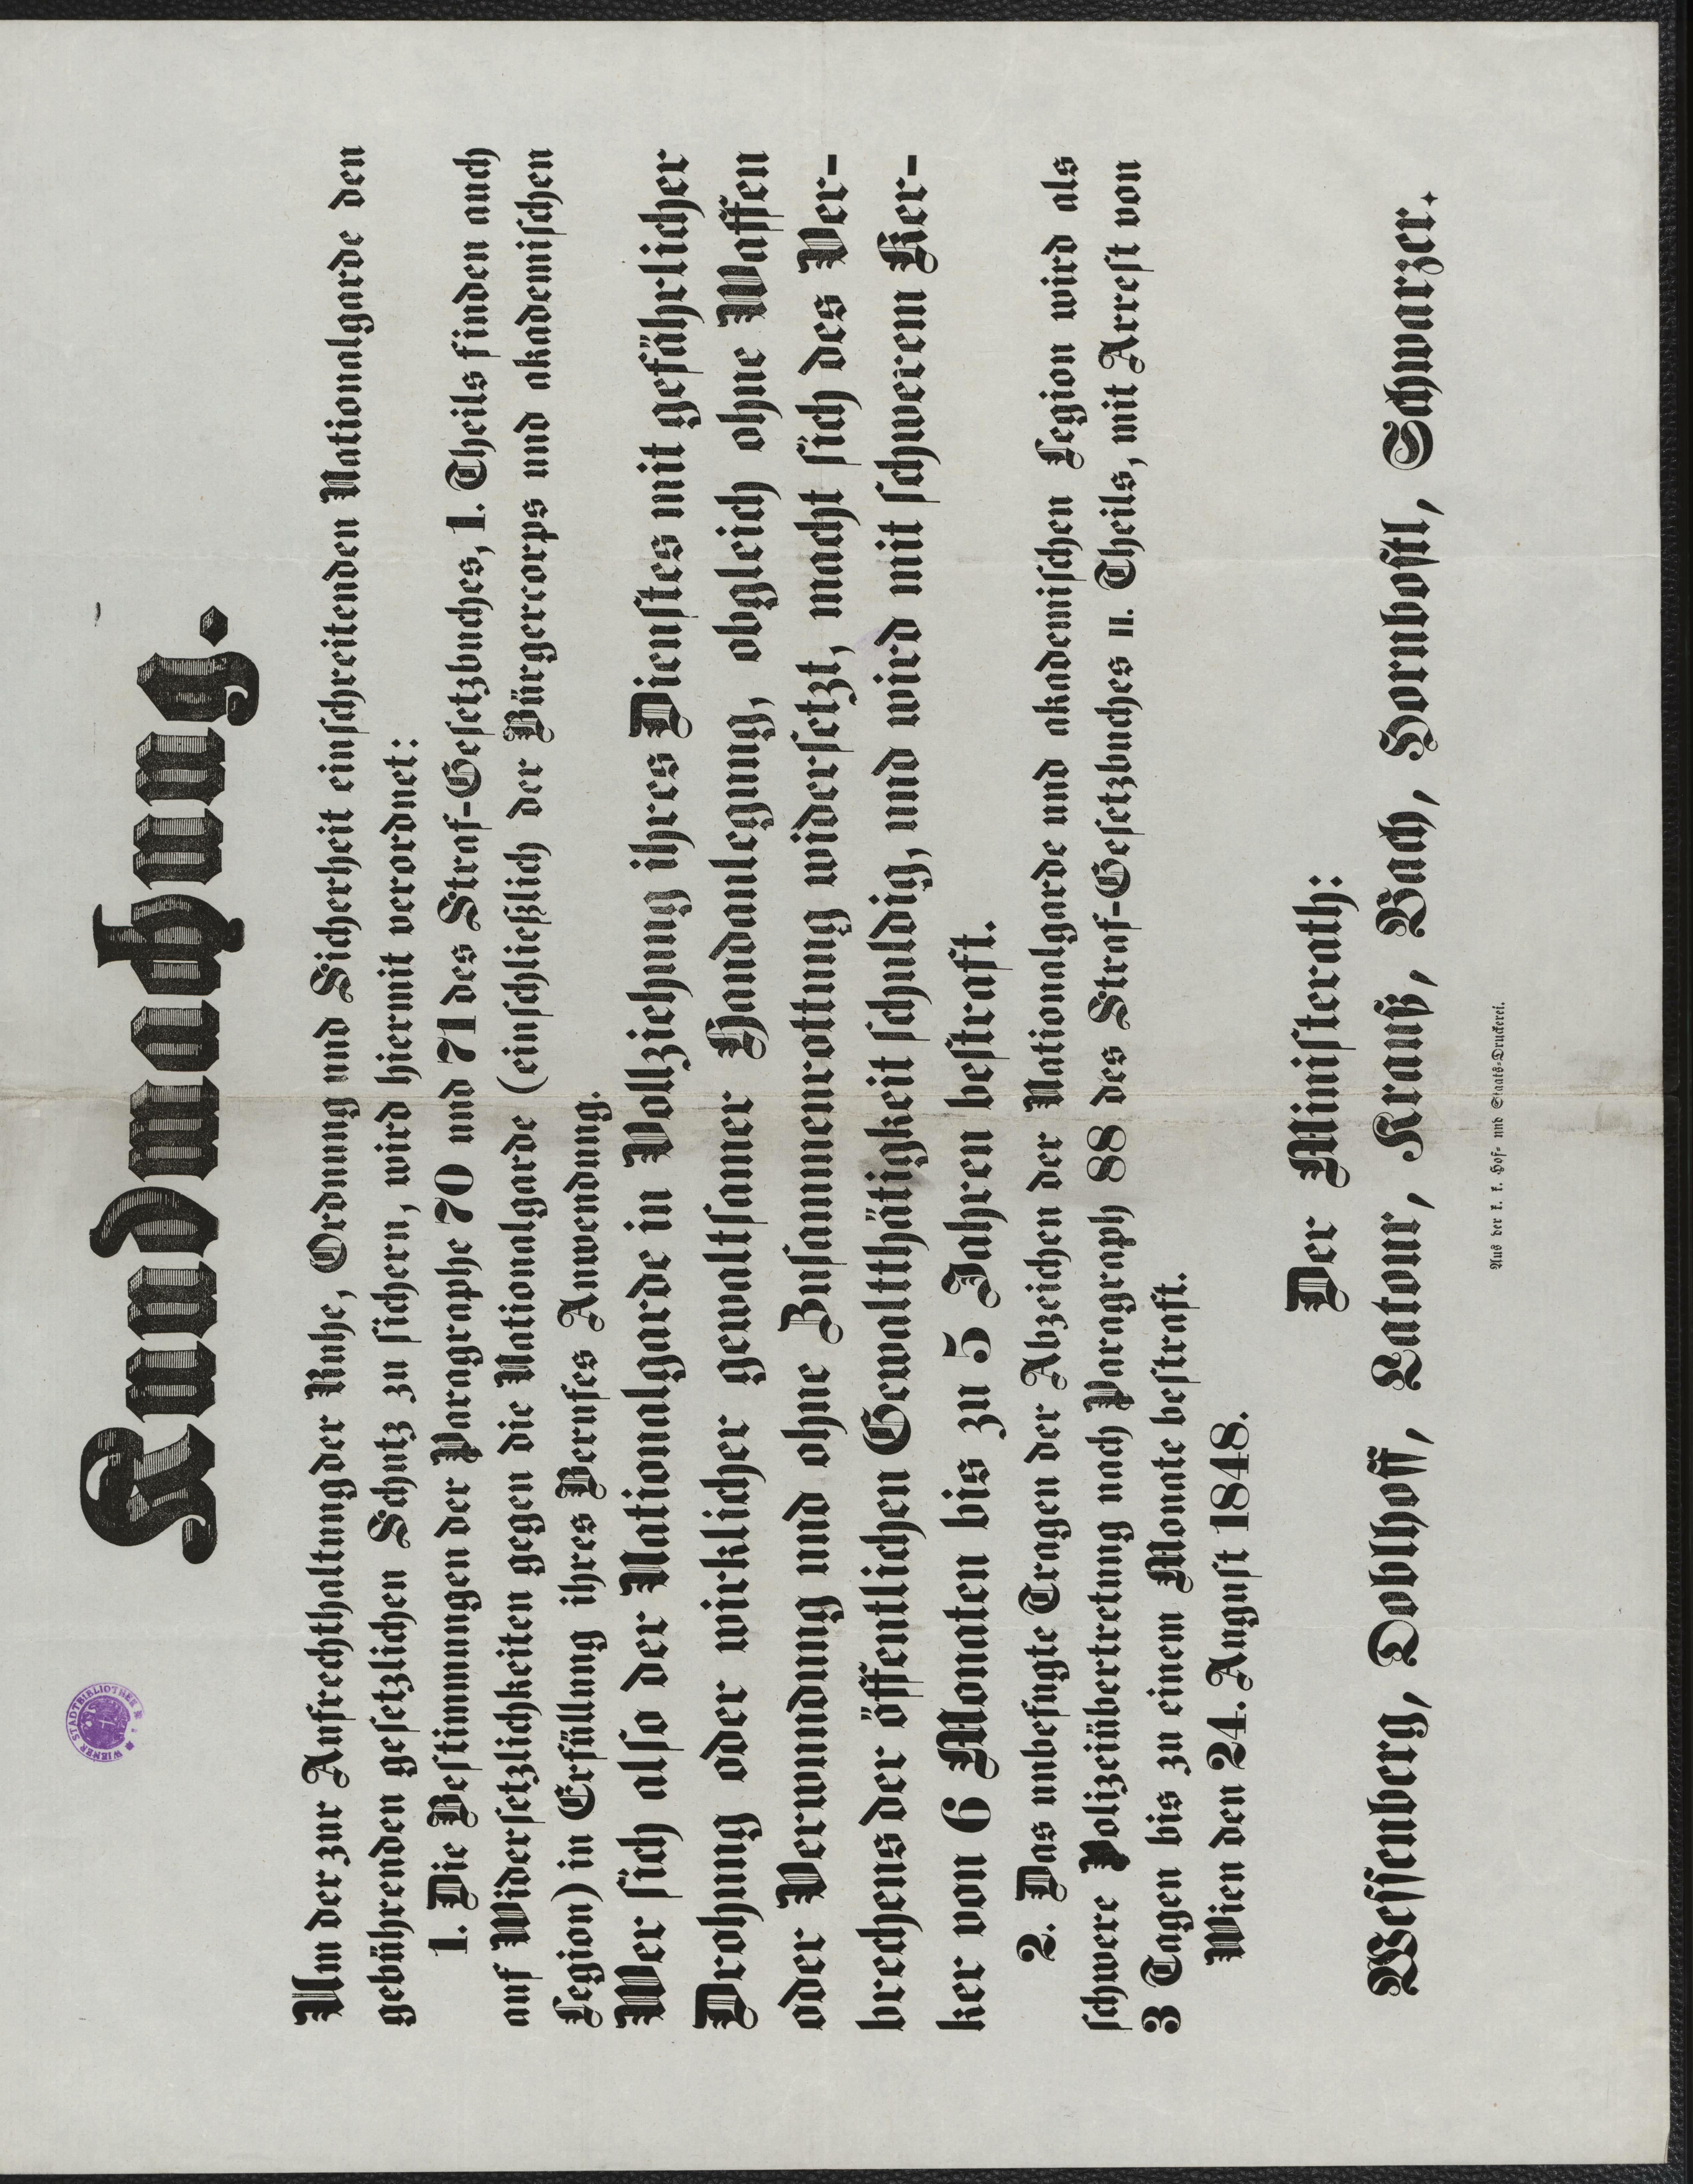 WIENER STADTBIBLIOTHEK
Kundmachung.
Um der zur Aufrechthaltung der Ruhe, Ordnung und Sicherheit einschreitenden Nationalgarde den
gebührenden gesetzlichen Schutz zu sichern, wird hiermit verordnet:
1. Die Bestimmungen der Paragraphe 70 und 71 des Straf-Gesetzbuches, I. Theils finden auch
auf Widersetzlichkeiten gegen die Nationalgarde (einschließlich der Bürgercorps und akademischen
Legion) in Erfüllung ihres Berufes Anwendung.
Wer sich also der Nationalgarde in Vollziehung ihres Dienstes mit gefährlicher
Drohung oder wirklicher gewaltsamer Handanlegung, obgleich ohne Waffen
oder Verwundung und ohne Zusammenrottung widersetzt, macht sich des Ver-
brechens der öffentlichen Gewaltthätigkeit schuldig, und wird mit schwerem Ker-
ker von 6 Monaten bis zu 5 Jahren bestraft.
2. Das unbefugte Tragen der Abzeichen der Nationalgarde und akademischen Legion wird als
schwere Polizeiübertretung nach Paragraph 88 des Straf-Gesetzbuches II. Theils, mit Arrest von
3 Tagen bis zu einem Monate bestraft.
Wien den 24. August 1848.
Der Ministerath:
Wessenberg, Doblhoff, Latour, Krauß, Bach, Hornbostl, Schwarzer.
Aus der k. k. Hof- und Staats-Druckerei.